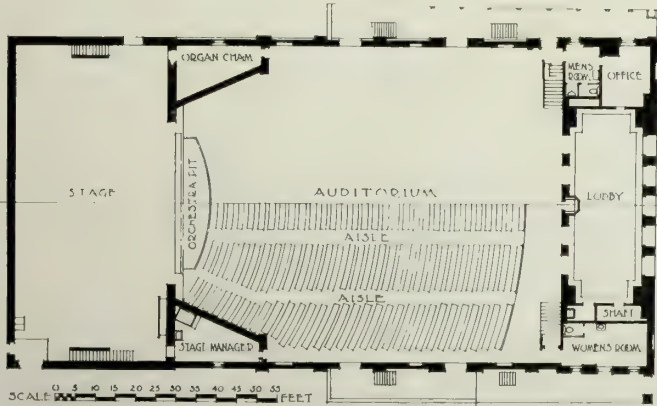 ORGAN CHAM.
MEN'S
ROOM
OFFICE
STAGE
ORCHESTRA PIT
AUDITORIUM
LOBBY
AISLE
AISLE
SHAFT
STAGE MANAGER
WOMENS ROOM
SCALE 0 5 10 15 20 25 30 35 40 45 50 55 FEET